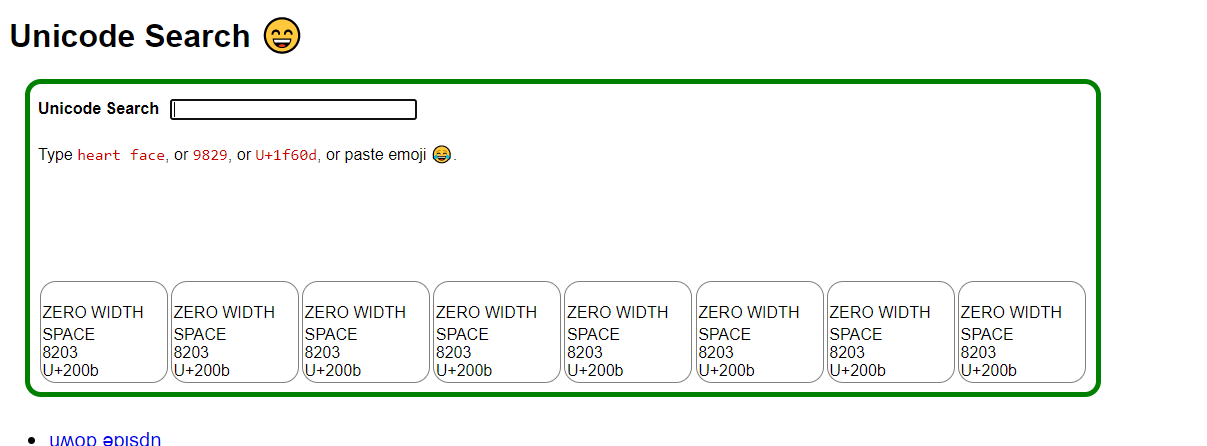 Unicode Search 😄
Unicode Search
Type heart face, or 9829, or U+1f60d, or paste emoji 😂.
ZERO WIDTH ZERO WIDTH ZERO WIDTH ZERO WIDTH ZERO WIDTH ZERO WIDTH ZERO WIDTH ZERO WIDTH
SPACE SPACE SPACE SPACE SPACE SPACE SPACE SPACE
8203 8203 8203 8203 8203 8203 8203 8203
U+200b U+200b U+200b U+200b U+200b U+200b U+200b U+200b
• uʍop ǝpısdn